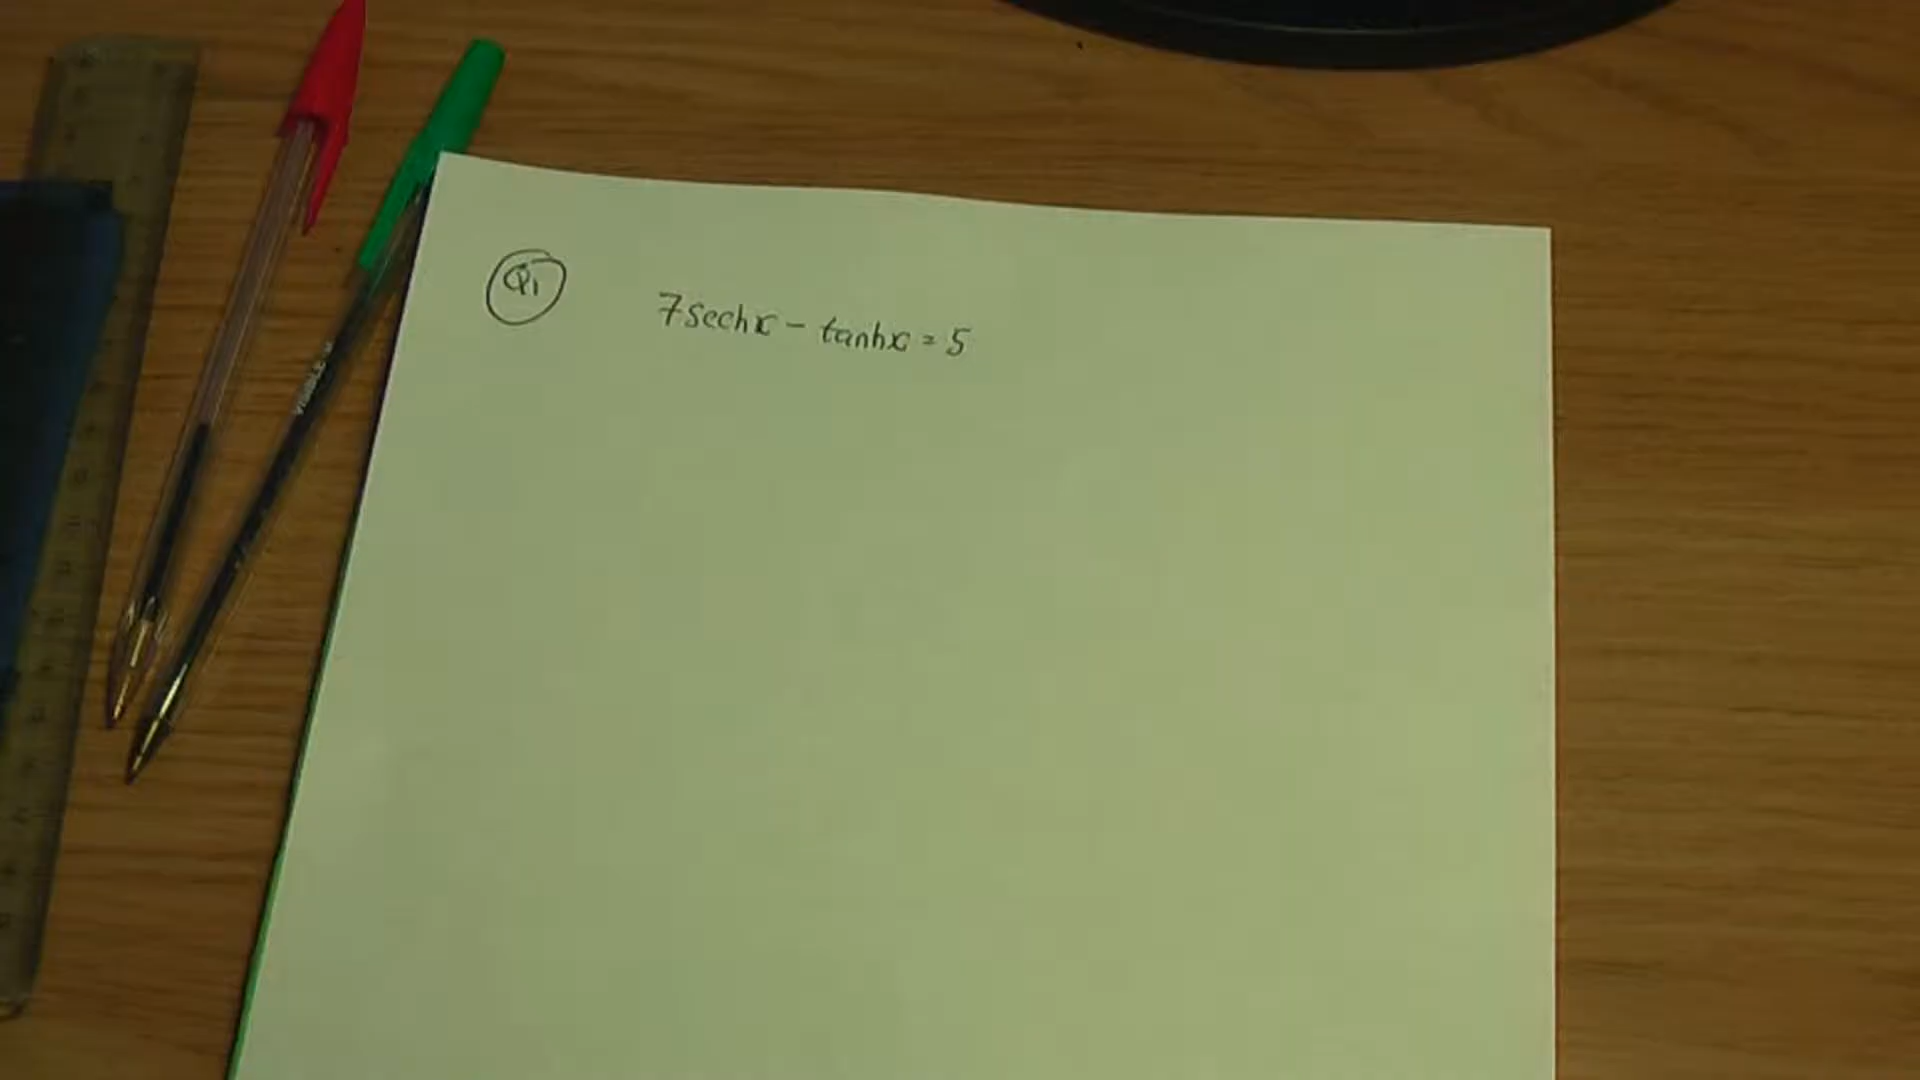 Q1
7sechx - tanhx = 5